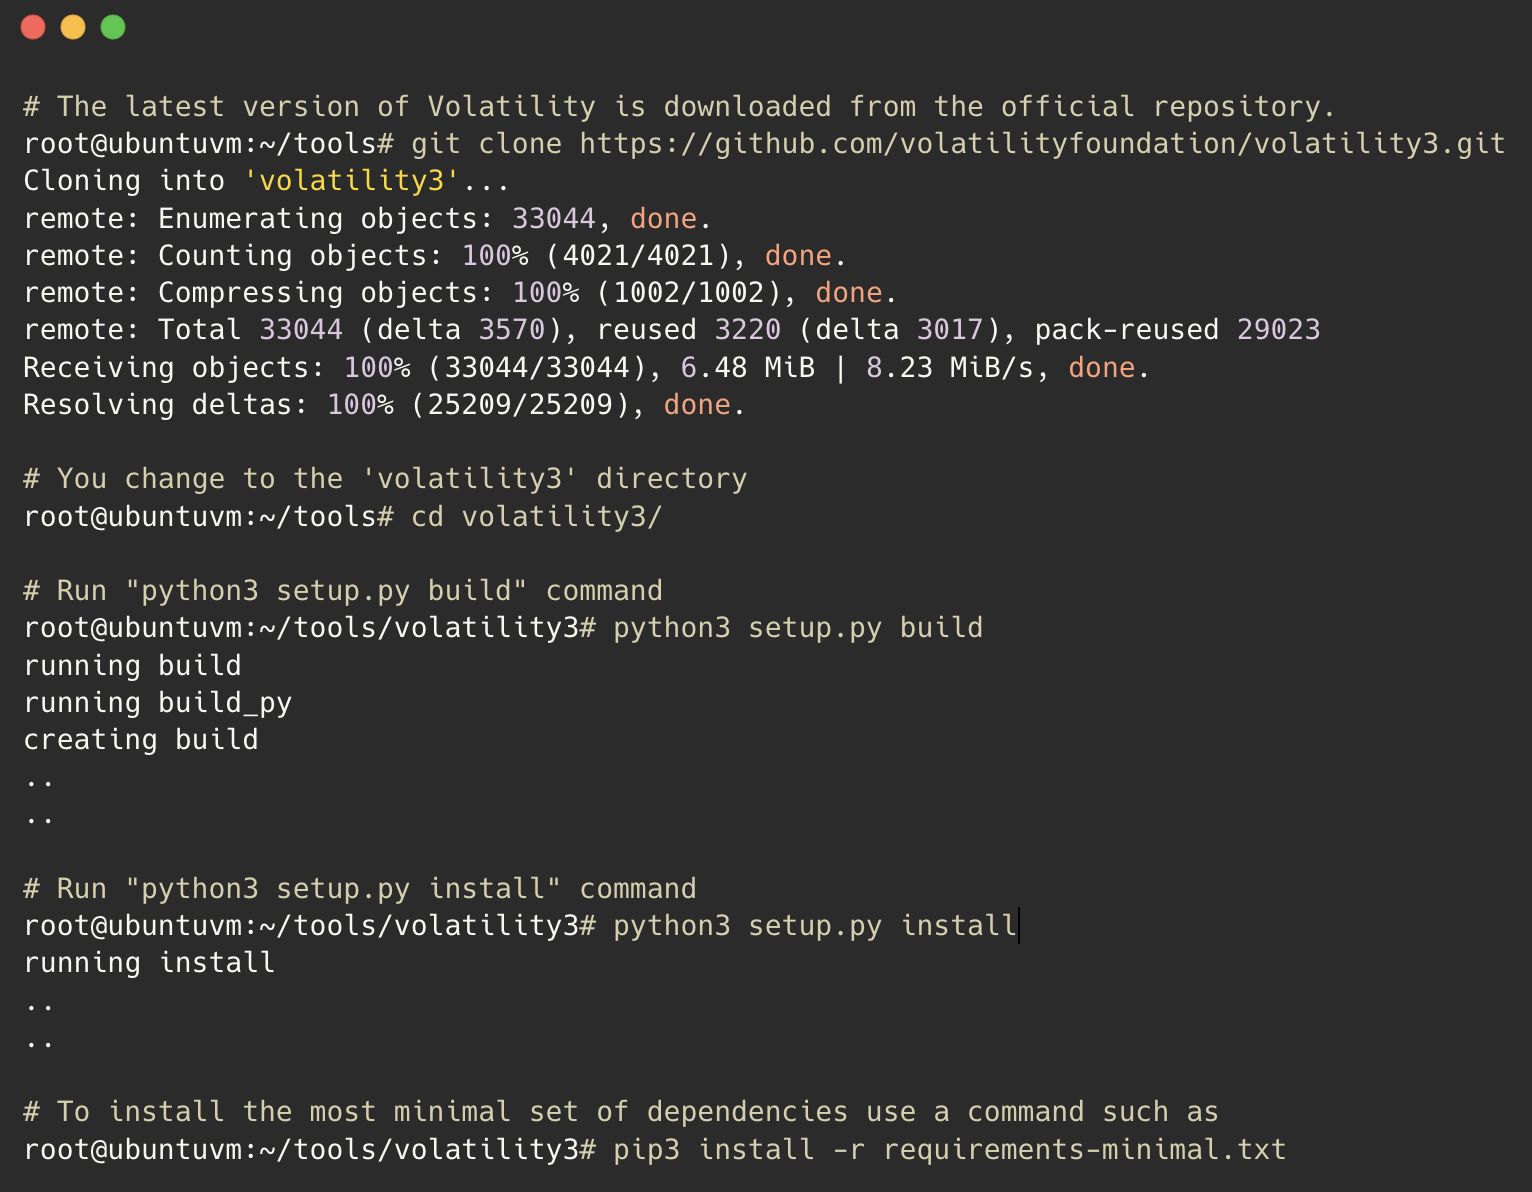 # The latest version of Volatility is downloaded from the official repository.
root@ubuntuvm:~/tools# git clone https://github.com/volatilityfoundation/volatility3.git
Cloning into 'volatility3'...
remote: Enumerating objects: 33044, done.
remote: Counting objects: 100% (4021/4021), done.
remote: Compressing objects: 100% (1002/1002), done.
remote: Total 33044 (delta 3570), reused 3220 (delta 3017), pack-reused 29023
Receiving objects: 100% (33044/33044), 6.48 MiB | 8.23 MiB/s, done.
Resolving deltas: 100% (25209/25209), done.
# You change to the 'volatility3' directory
root@ubuntuvm:~/tools# cd volatility3/
# Run "python3 setup.py build" command
root@ubuntuvm:~/tools/volatility3# python3 setup.py build
running build
running build_py
creating build
..
..
# Run "python3 setup.py install" command
root@ubuntuvm:~/tools/volatility3# python3 setup.py install
running install
..
..
# To install the most minimal set of dependencies use a command such as
root@ubuntuvm:~/tools/volatility3# pip3 install -r requirements-minimal.txt